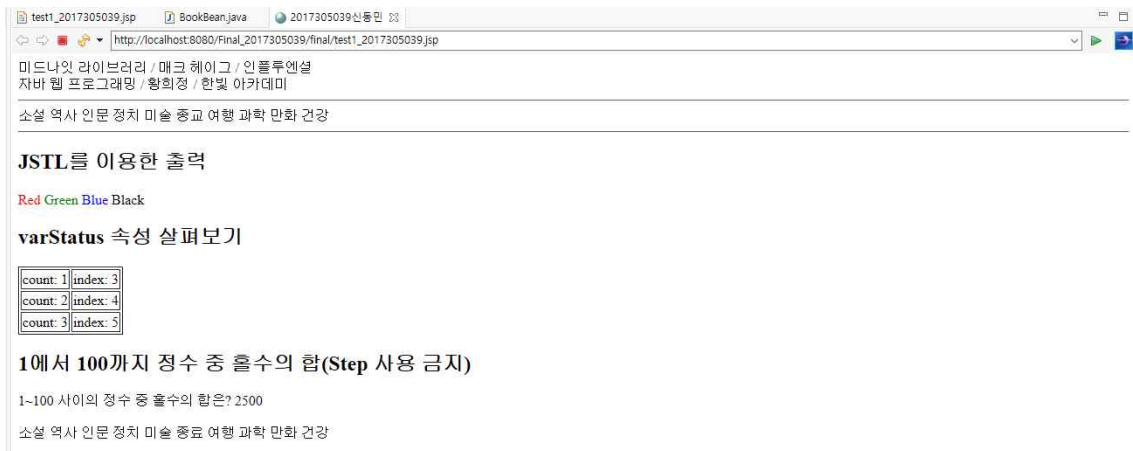 test1_2017305039.jsp BookBean.java 2017305039신동민
http://localhost:8080/Final_2017305039/final/test1_2017305039.jsp
미드나잇 라이브러리 / 매크 헤이그 / 인플루엔셜
자바 웹 프로그래밍 / 황희정 / 한빛 아카데미
소설 역사 인문 정치 미술 종교 여행 과학 만화 건강
JSTL를 이용한 출력
Red Green Blue Black
varStatus 속성 살펴보기
count: 1 index: 3
count: 2 index: 4
count: 3 index: 5
1에서 100까지 정수 중 홀수의 합(Step 사용 금지)
1~100 사이의 정수 중 홀수의 합은? 2500
소설 역사 인문 정치 미술 종료 여행 과학 만화 건강